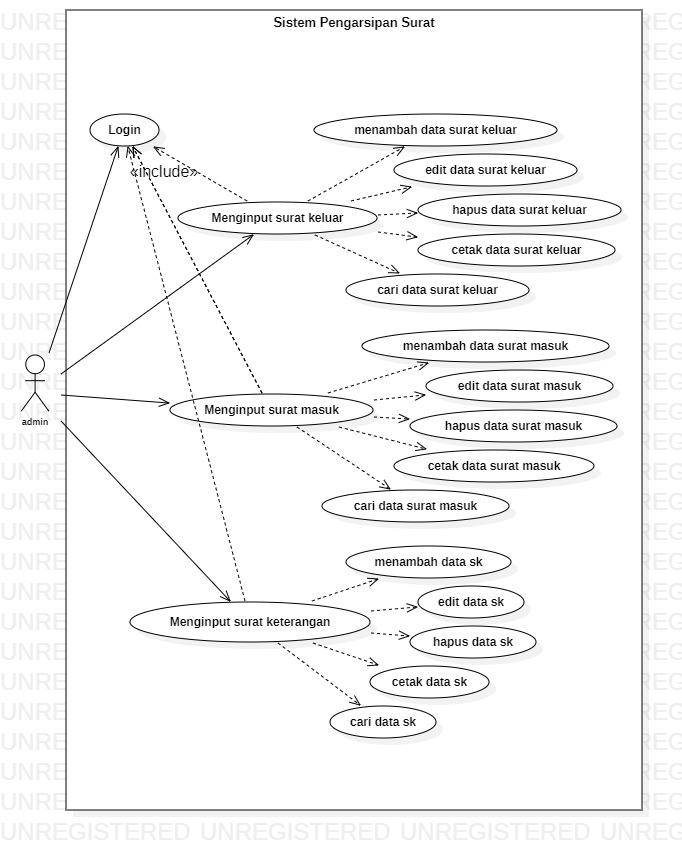 Sistem Pengarsipan Surat
Login
«include»
menambah data surat keluar
edit data surat keluar
Menginput surat keluar
hapus data surat keluar
cetak data surat keluar
cari data surat keluar
admin
menambah data surat masuk
edit data surat masuk
Menginput surat masuk
hapus data surat masuk
cetak data surat masuk
cari data surat masuk
menambah data sk
edit data sk
Menginput surat keterangan
hapus data sk
cetak data sk
cari data sk
UNREGISTERED UNREGISTERED UNREGISTERED